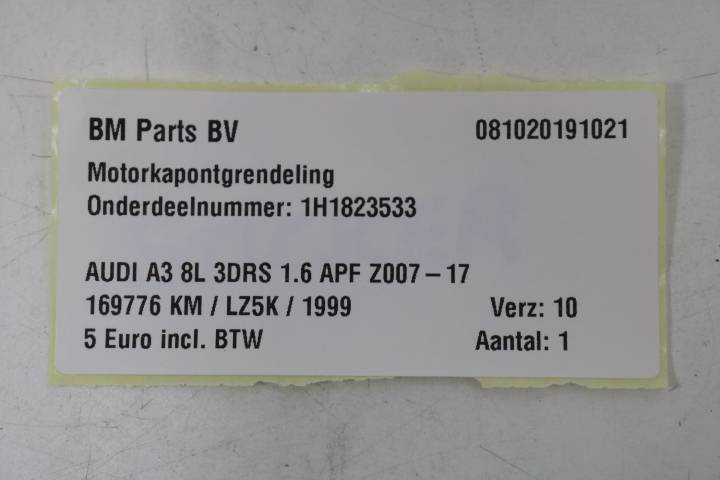 BM Parts BV 081020191021
Motorkapontgrendeling
Onderdeelnummer: 1H1823533
AUDI A3 8L 3DRS 1.6 APF Z007-17
169776 KM / LZ5K / 1999 Verz: 10
5 Euro incl. BTW Aantal: 1